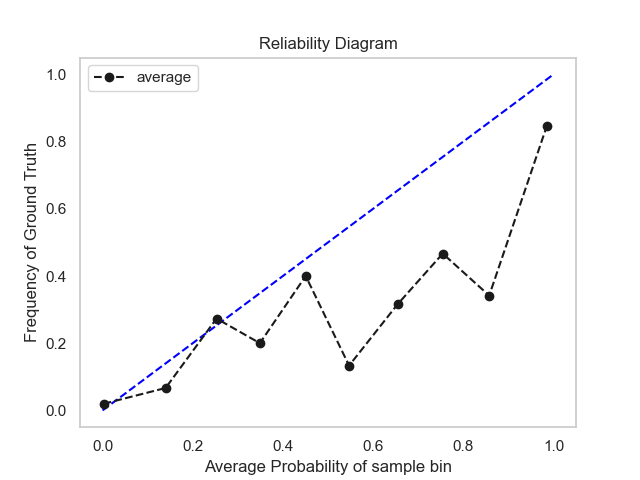 Reliability Diagram
average
Frequency of Ground Truth
1.0
0.8
0.6
0.4
0.2
0.0
0.0 0.2 0.4 0.6 0.8 1.0
Average Probability of sample bin